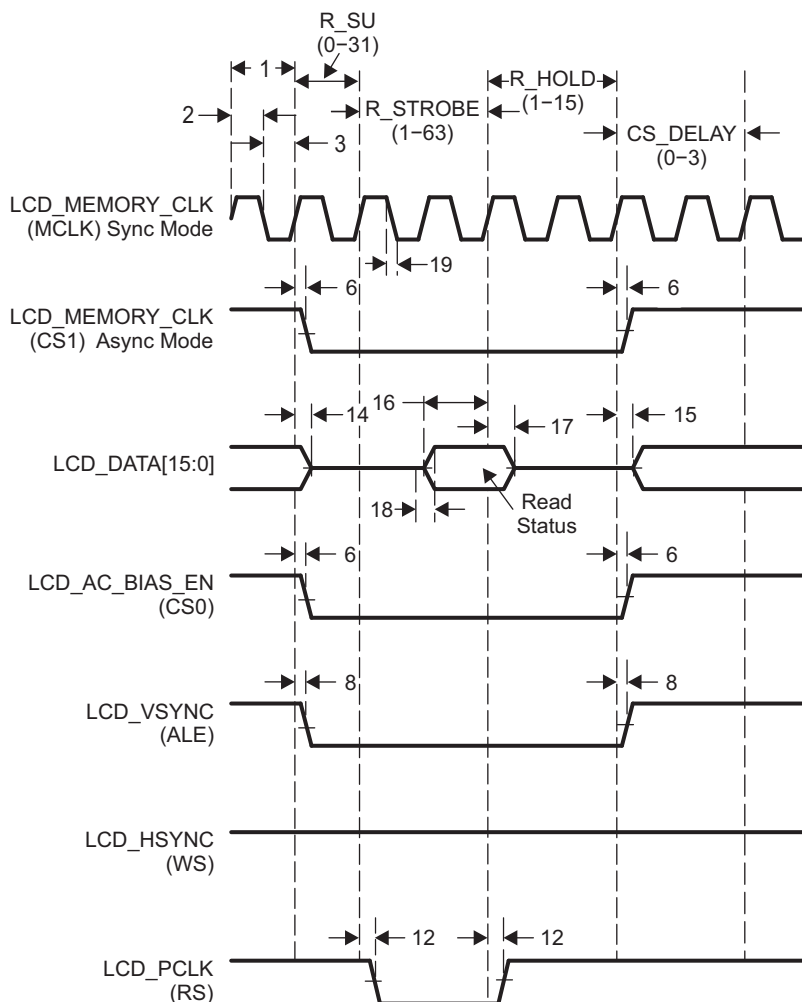 R_SU
(0−31)
1
R_HOLD
(1−15)
2
R_STROBE
(1−63)
3
CS_DELAY
(0−3)
LCD_MEMORY_CLK
(MCLK) Sync Mode
19
6
6
LCD_MEMORY_CLK
(CS1) Async Mode
16
14
17
15
LCD_DATA[15:0]
18
Read
Status
6
6
LCD_AC_BIAS_EN
(CS0)
8
8
LCD_VSYNC
(ALE)
LCD_HSYNC
(WS)
12
12
LCD_PCLK
(RS)